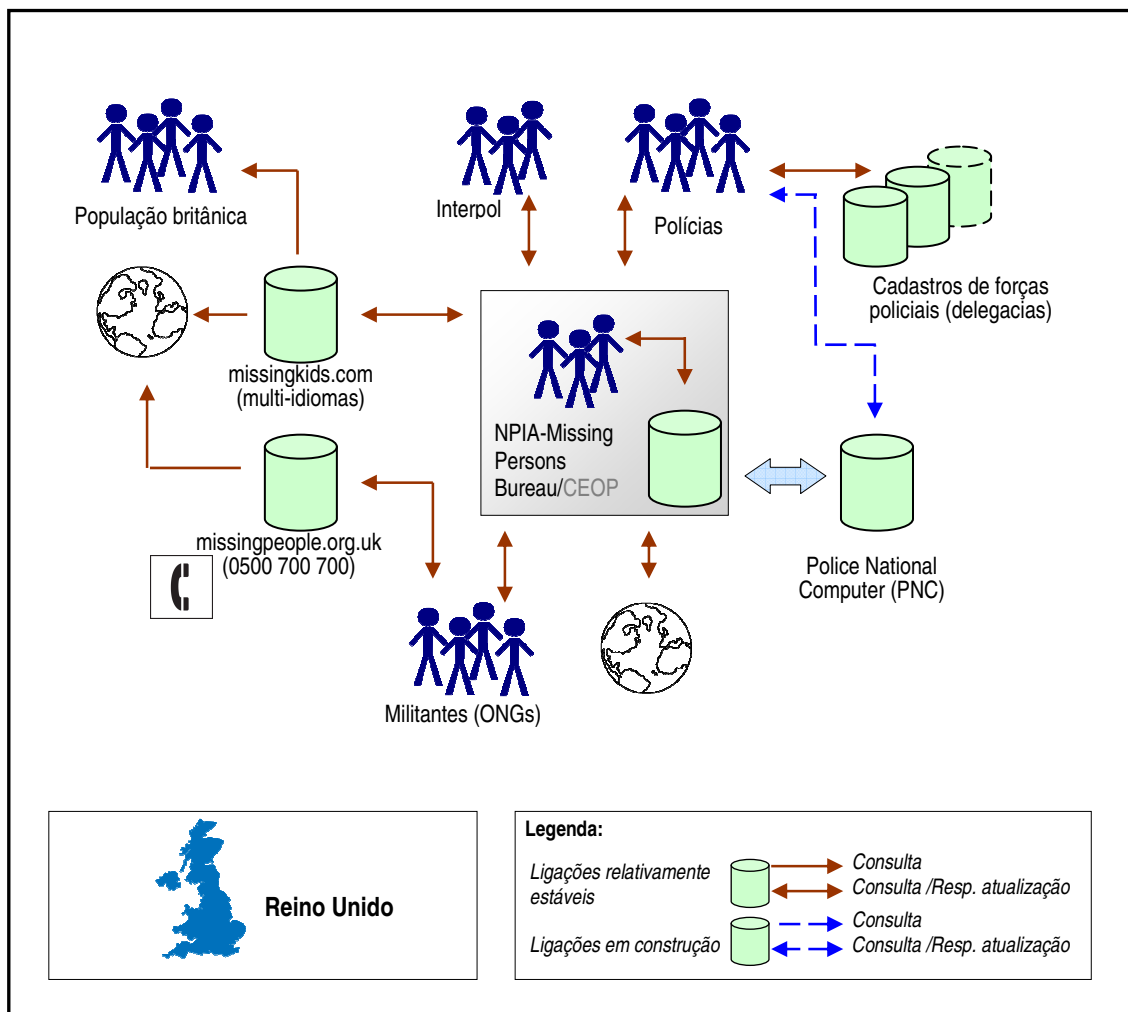 População britânica
Interpol
Polícias
Cadastros de forças
policiais (delegacias)
missingkids.com
(multi-idiomas)
NPIA-Missing
Persons
Bureau/CEOP
missingpeople.org.uk
(0500 700 700)
Police National
Computer (PNC)
Militantes (ONGs)
Reino Unido
Legenda:
Ligações relativamente
estáveis
Consulta
Consulta /Resp. atualização
Ligações em construção
Consulta
Consulta /Resp. atualização